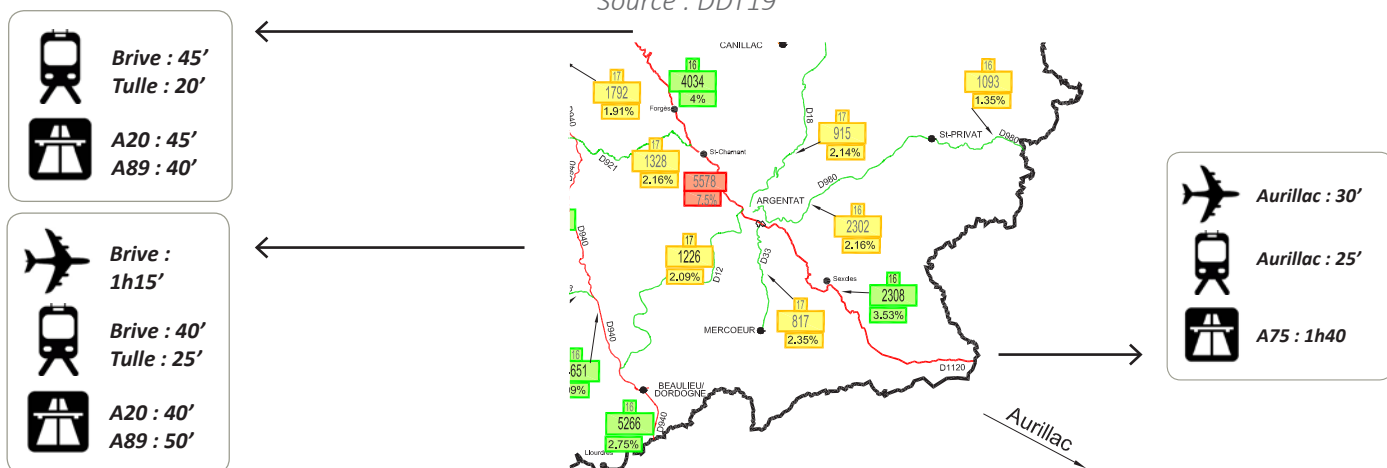 Source : DDT19
Brive : 45’
Tulle : 20’
A20 : 45’
A89 : 40’
Brive :
1h15’
Brive : 40’
Tulle : 25’
A20 : 40’
A89 : 50’
CANILLAC
17
1792
1.91%
16
4034
4%
Forgès
D940
D18
16
1093
1.35%
17
915
2.14%
St-PRIVAT
D980
17
1328
2.16%
D921
St-Chamant
5578
7.5%
D980
ARGENTAT
16
2302
2.16%
D940
17
1226
2.09%
D12
D33
Sexcles
16
2308
3.53%
D940
MERCOEUR
17
817
2.35%
16
D1120
BEAULIEU/
DORDOGNE
16
5266
2.75%
D940
Aurillac
Aurillac : 30’
Aurillac : 25’
A75 : 1h40